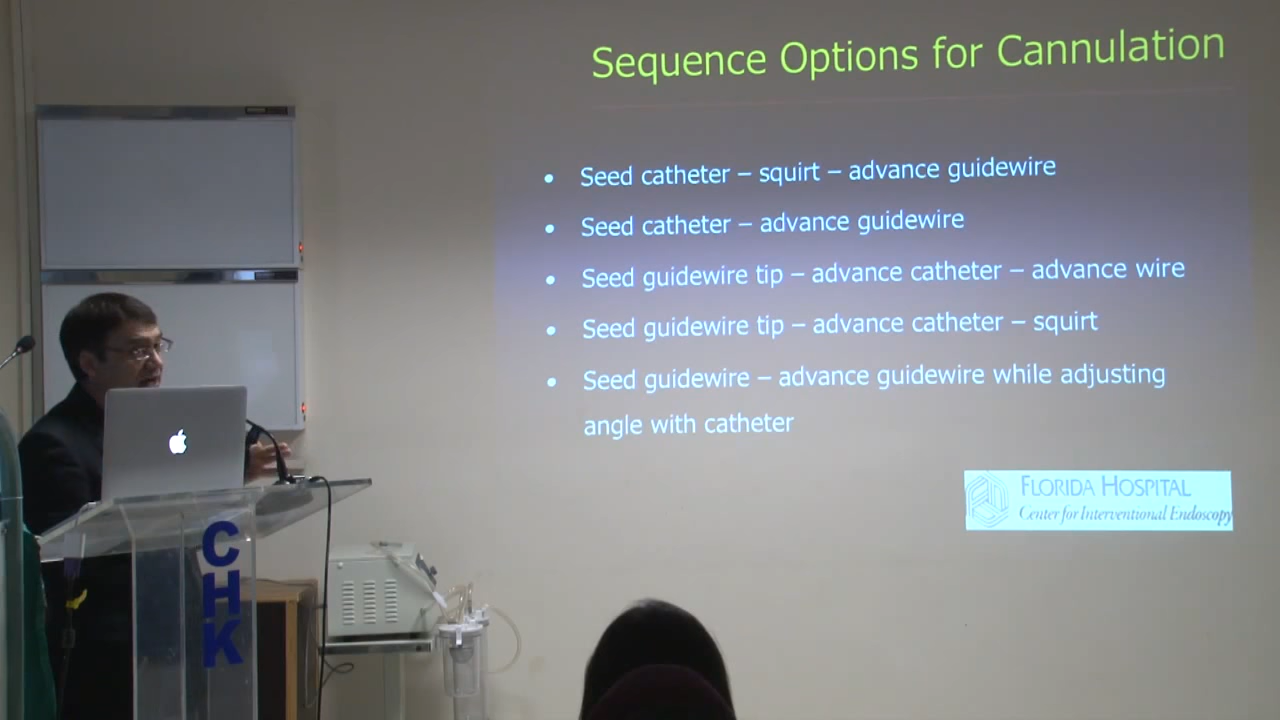 Sequence Options for Cannulation
• Seed catheter – squirt – advance guidewire
• Seed catheter – advance guidewire
• Seed guidewire tip – advance catheter – advance wire
• Seed guidewire tip – advance catheter – squirt
• Seed guidewire – advance guidewire while adjusting
angle with catheter
FLORIDA HOSPITAL
Center for Interventional Endoscopy
CHK